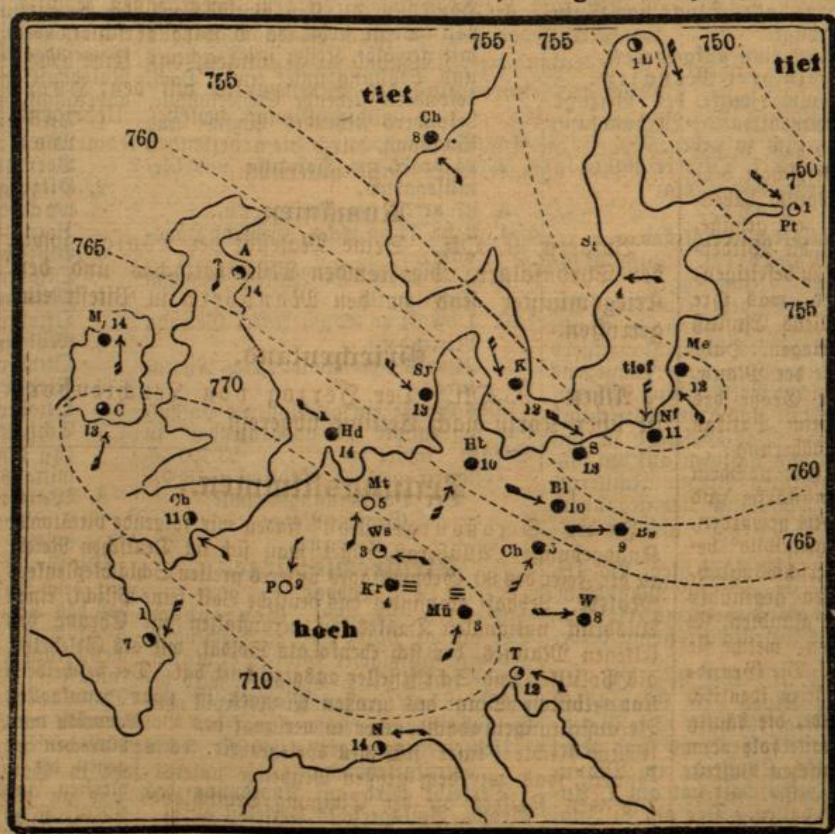 755 755 750
tief
1
tief
755
Ch
8
760
50
7 1
Pt
St
765
A
?
14
4
755
M, 14
Sy
K
Me
770
tief
12
13
12
C
13
Hd
14
Nf
11
S
13
Ht
10
Mt
5
760
Ch
11
Bl
10
Ws
3
Bs
9
765
Ch
5
P 9
Kr
4
Mü
3
W
8
hoch
7
T
12
710
N
14